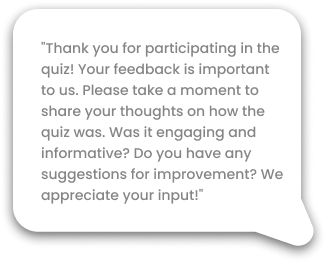 "Thank you for participating in the
quiz! Your feedback is important
to us. Please take a moment to
share your thoughts on how the
quiz was. Was it engaging and
informative? Do you have any
suggestions for improvement? We
appreciate your input!"